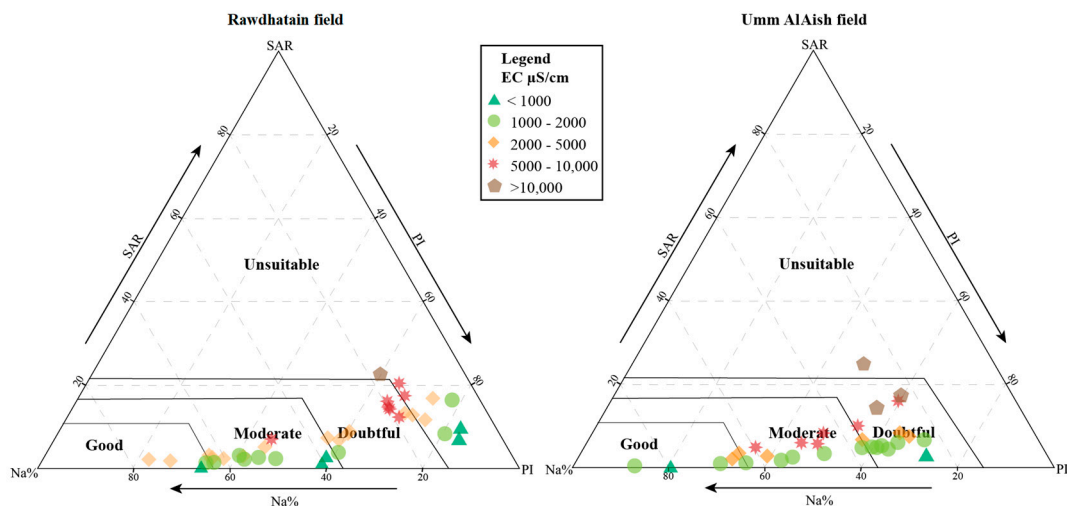 Rawdhatain field
Umm AlAish field
SAR
SAR
Legend
EC µS/cm
< 1000
1000 - 2000
2000 - 5000
5000 - 10,000
>10,000
80
20
80
20
60
40
60
40
SAR
PI
SAR
PI
Unsuitable
Unsuitable
40
60
40
60
20
80
20
80
Good
Moderate
Doubtful
Good
Moderate
Doubtful
Na%
80
60
40
20
PI
Na%
80
60
40
20
PI
Na%
Na%